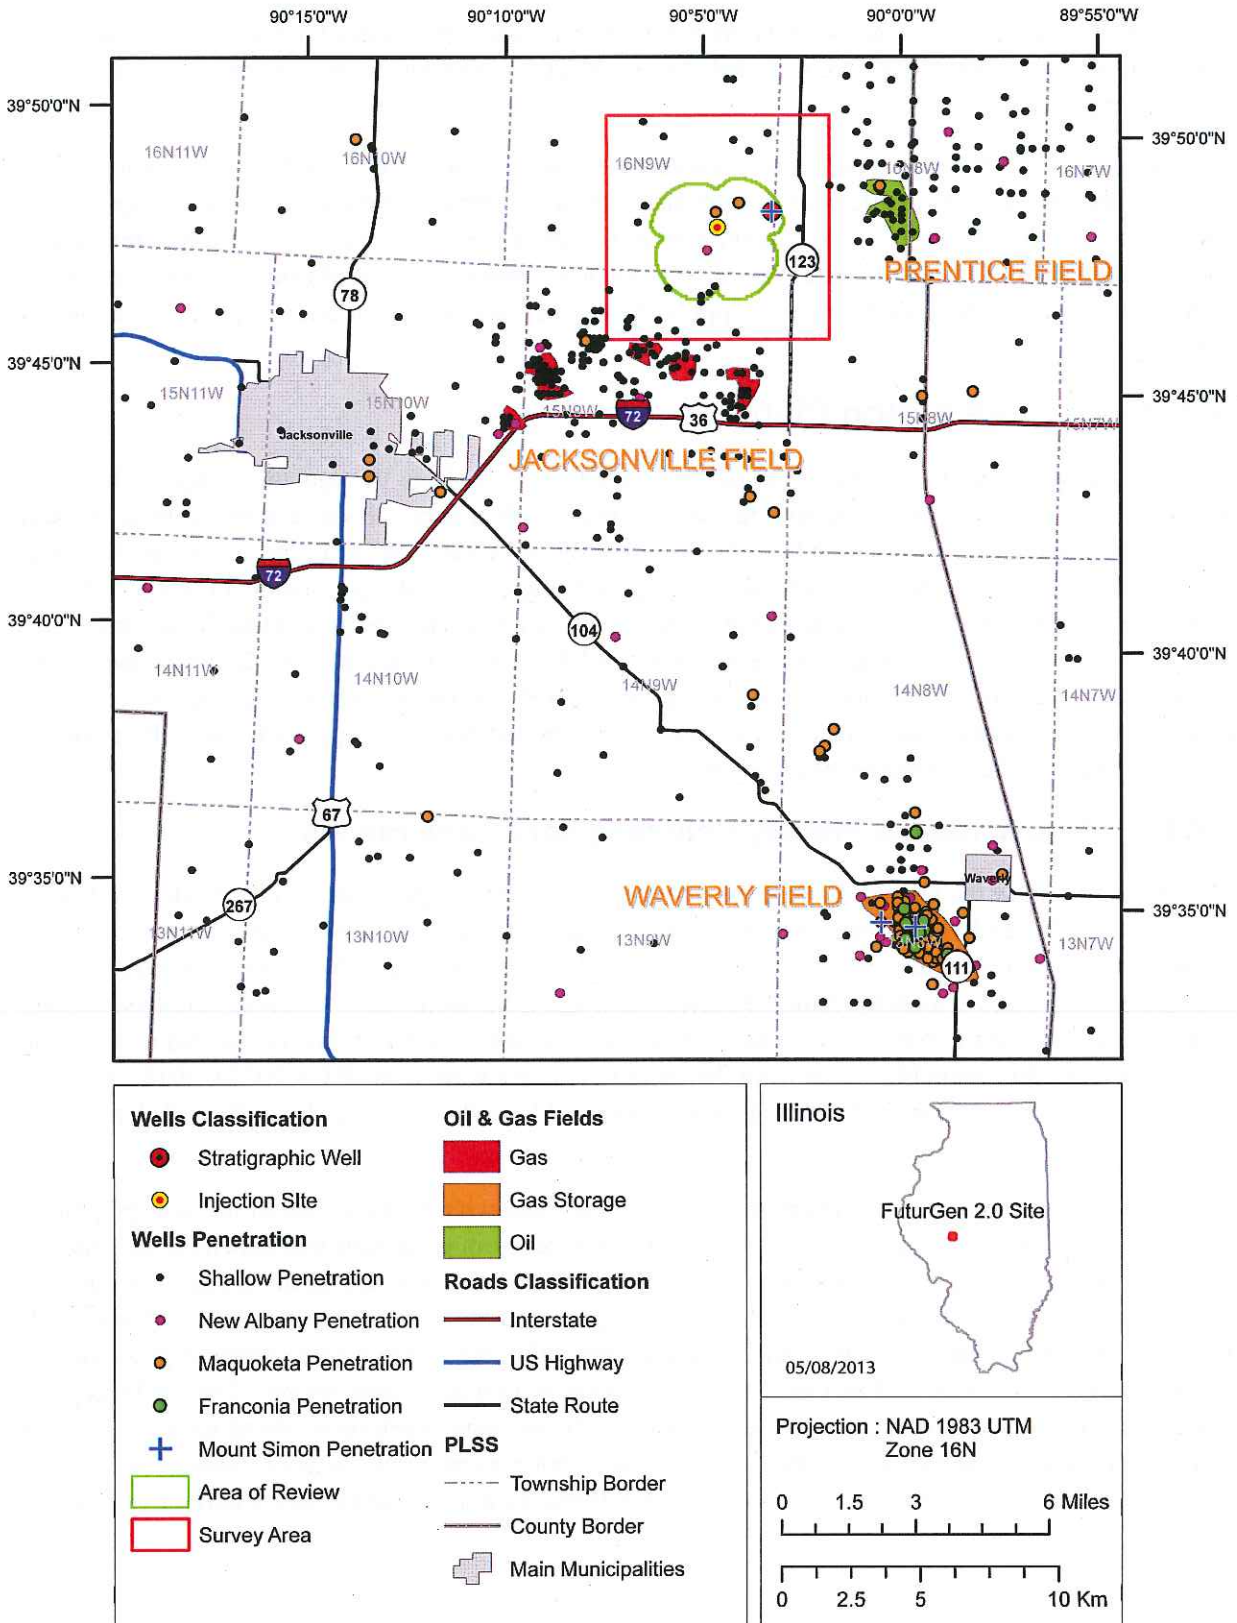 90°15'0"W 90°10'0"W 90°5'0"W 90°0'0"W 89°55'0"W
39°50'0"N
39°50'0"N
16N11W
16N10W
16N9W
16N8W
16N7W
123
PRENTICE FIELD
78
39°45'0"N
39°45'0"N
15N11W
15N10W
15N9W
15N8W
15N7W
72
36
Jacksonville
JACKSONVILLE FIELD
72
39°40'0"N
39°40'0"N
104
14N11W
14N10W
14N9W
14N8W
14N7W
67
39°35'0"N
39°35'0"N
Waverly
WAVERLY FIELD
267
13N11W
13N10W
13N9W
13N8W
13N7W
111
Wells Classification
Stratigraphic Well
Injection SIte
Wells Penetration
Shallow Penetration
New Albany Penetration
Maquoketa Penetration
Franconia Penetration
Mount Simon Penetration
Area of Review
Survey Area
Oil & Gas Fields
Gas
Gas Storage
Oil
Roads Classification
Interstate
US Highway
State Route
PLSS
Township Border
County Border
Main Municipalities
Illinois
FuturGen 2.0 Site
05/08/2013
Projection : NAD 1983 UTM
Zone 16N
0 1.5 3 6 Miles
0 2.5 5 10 Km